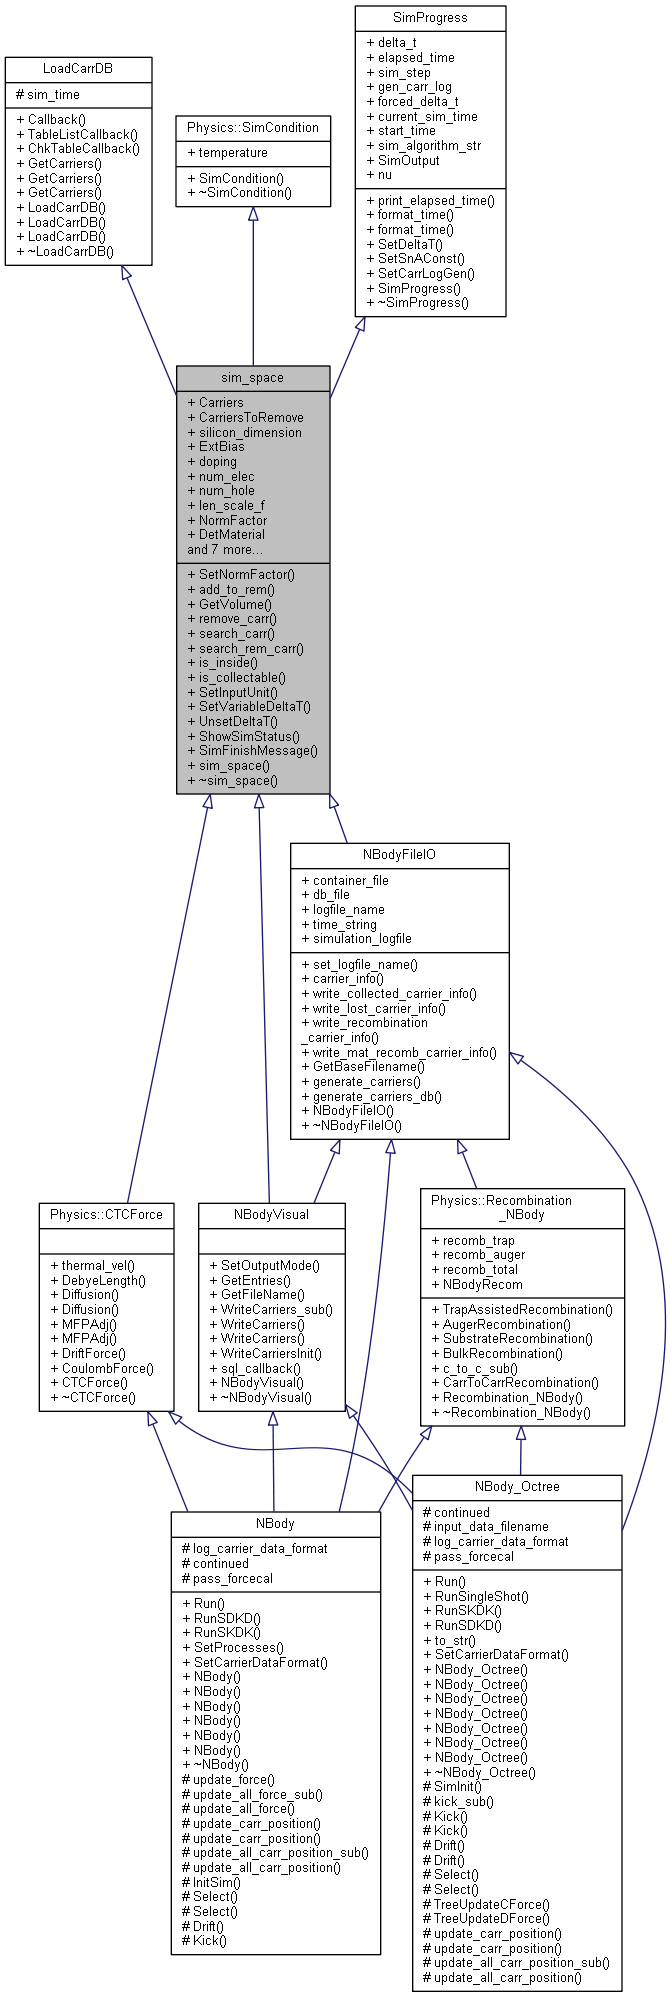 SimProgress
+ delta_t
+ elapsed_time
+ sim_step
+ gen_carr_log
+ forced_delta_t
+ current_sim_time
+ start_time
+ sim_algorithm_str
+ SimOutput
+ nu
+ print_elapsed_time()
+ format_time()
+ format_time()
+ SetDeltaT()
+ SetSnAConst()
+ SetCarrLogGen()
+ SimProgress()
+ ~SimProgress()
LoadCarrDB
# sim_time
+ Callback()
+ TableListCallback()
+ ChkTableCallback()
+ GetCarriers()
+ GetCarriers()
+ GetCarriers()
+ LoadCarrDB()
+ LoadCarrDB()
+ LoadCarrDB()
+ ~LoadCarrDB()
Physics::SimCondition
+ temperature
+ SimCondition()
+ ~SimCondition()
sim_space
+ Carriers
+ CarriersToRemove
+ silicon_dimension
+ ExtBias
+ doping
+ num_elec
+ num_hole
+ len_scale_f
+ NormFactor
+ DetMaterial
and 7 more...
+ SetNormFactor()
+ add_to_rem()
+ GetVolume()
+ remove_carr()
+ search_carr()
+ search_rem_carr()
+ is_inside()
+ is_collectable()
+ SetInputUnit()
+ SetVariableDeltaT()
+ UnsetDeltaT()
+ ShowSimStatus()
+ SimFinishMessage()
+ sim_space()
+ ~sim_space()
NBodyFileIO
+ container_file
+ db_file
+ logfile_name
+ time_string
+ simulation_logfile
+ set_logfile_name()
+ carrier_info()
+ write_collected_carrier_info()
+ write_lost_carrier_info()
+ write_recombination
_carrier_info()
+ write_mat_recomb_carrier_info()
+ GetBaseFilename()
+ generate_carriers()
+ generate_carriers_db()
+ NBodyFileIO()
+ ~NBodyFileIO()
Physics::CTCForce
+ thermal_vel()
+ DebyeLength()
+ Diffusion()
+ Diffusion()
+ MFPAdj()
+ MFPAdj()
+ DriftForce()
+ CoulombForce()
+ CTCForce()
+ ~CTCForce()
NBodyVisual
+ SetOutputMode()
+ GetEntries()
+ GetFileName()
+ WriteCarriers_sub()
+ WriteCarriers()
+ WriteCarriers()
+ WriteCarriersInit()
+ sql_callback()
+ NBodyVisual()
+ ~NBodyVisual()
Physics::Recombination
_NBody
+ recomb_trap
+ recomb_auger
+ recomb_total
+ NBodyRecom
+ TrapAssistedRecombination()
+ AugerRecombination()
+ SubstrateRecombination()
+ BulkRecombination()
+ c_to_c_sub()
+ CarrToCarrRecombination()
+ Recombination_NBody()
+ ~Recombination_NBody()
NBody
# log_carrier_data_format
# continued
# pass_forcecal
+ Run()
+ RunSDKD()
+ RunSKDK()
+ SetProcesses()
+ SetCarrierDataFormat()
+ NBody()
+ NBody()
+ NBody()
+ NBody()
+ NBody()
+ NBody()
+ ~NBody()
# update_force()
# update_all_force_sub()
# update_all_force()
# update_carr_position()
# update_carr_position()
# update_all_carr_position_sub()
# update_all_carr_position()
# InitSim()
# Select()
# Select()
# Drift()
# Kick()
NBody_Octree
# continued
# input_data_filename
# log_carrier_data_format
# pass_forcecal
+ Run()
+ RunSingleShot()
+ RunSKDK()
+ RunSDKD()
+ to_str()
+ SetCarrierDataFormat()
+ NBody_Octree()
+ NBody_Octree()
+ NBody_Octree()
+ NBody_Octree()
+ NBody_Octree()
+ NBody_Octree()
+ NBody_Octree()
+ ~NBody_Octree()
# SimInit()
# kick_sub()
# Kick()
# Kick()
# Drift()
# Drift()
# Select()
# Select()
# TreeUpdateCForce()
# TreeUpdateDForce()
# update_carr_position()
# update_carr_position()
# update_all_carr_position_sub()
# update_all_carr_position()